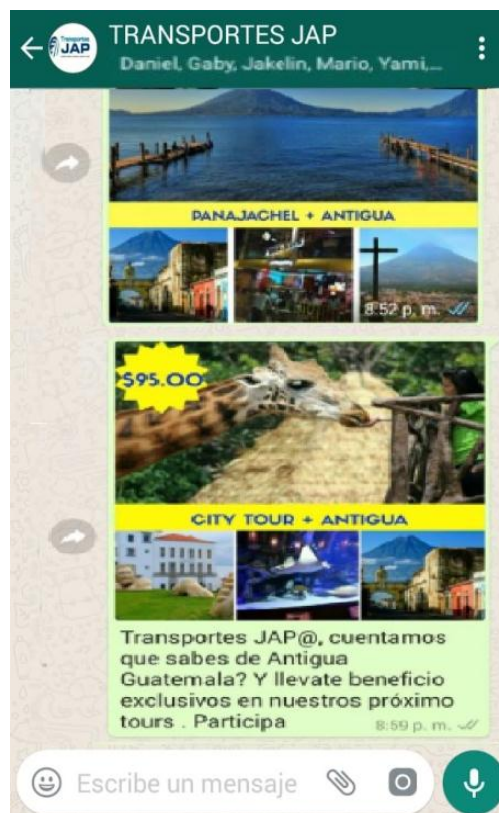 Transportes
JAP
TRANSPORTES JAP
Daniel, Gaby, Jakelin, Mario, Yami,...
PANAJACHEL + ANTIGUA
8:52 p. m.
$95.00
CITY TOUR + ANTIGUA
Transportes JAP@, cuentamos
que sabes de Antigua
Guatemala? Y llevate beneficio
exclusivos en nuestros próximo
tours . Participa
8:59 p. m.
Escribe un mensaje